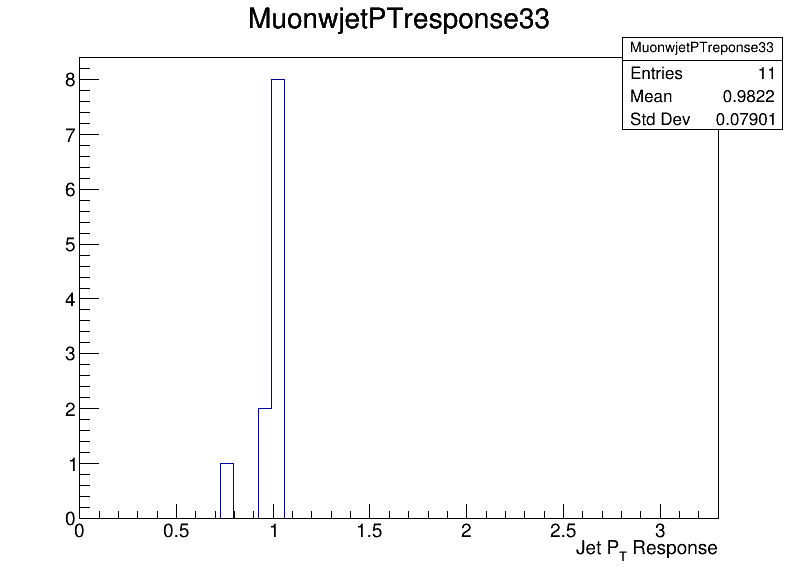 MuonwjetPTresponse33
MuonwjetPTreponse33
Entries 11
Mean 0.9822
Std Dev 0.07901
8
7
6
5
4
3
2
1
0
0 0.5 1 1.5 2 2.5 3
Jet PT Response